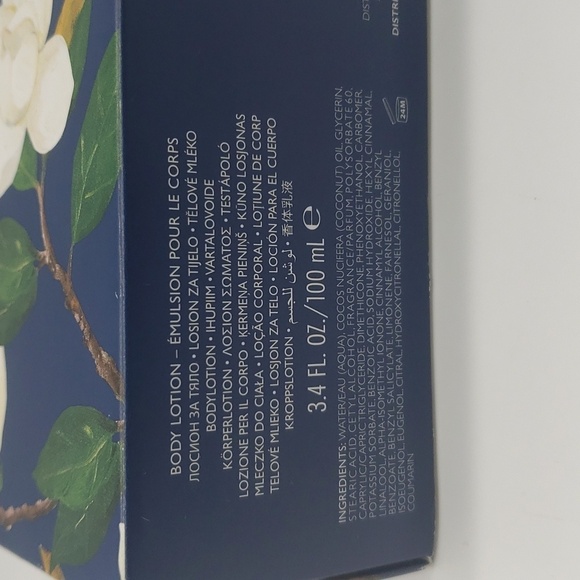 BODY LOTION – ÉMULSION POUR LE CORPS
ЛОСИОН ЗА ТЯЛО • LOSION ZA TIJELO • TĚLOVÉ MLÉKO
BODYLOTION • IHUPIIM • VARTALOVOIDE
KÖRPERLOTION • ΛΟΣΙΟΝ ΣΩΜΑΤΟΣ • TESTÁPOLÓ
LOZIONE PER IL CORPO • ĶERMEŅA PIENIŅŠ • KŪNO LOSJONAS
MLECZKO DO CIAŁA • LOÇÃO CORPORAL • LOȚIUNE DE CORP
TELOVÉ MLIEKO • LOSJON ZA TELO • LOCIÓN PARA EL CUERPO
KROPPSLOTION • لوشن للجسم • 香体乳液
3.4 FL. OZ./100 mL ℮
INGREDIENTS: WATER/EAU (AQUA), COCOS NUCIFERA (COCONUT) OIL, GLYCERIN,
STEARIC ACID, CETYL ALCOHOL, FRAGRANCE/PARFUM, POLYSORBATE 60,
CAPRYLIC/CAPRIC TRIGLYCERIDE, DIMETHICONE, PHENOXYETHANOL, CARBOMER,
POTASSIUM SORBATE, BENZOIC ACID, SODIUM HYDROXIDE, HEXYL CINNAMAL,
LINALOOL, ALPHA-ISOMETHYL IONONE, CINNAMYL ALCOHOL, BENZYL
BENZOATE, BENZYL SALICYLATE, LIMONENE, FARNESOL, GERANIOL,
ISOEUGENOL, EUGENOL, CITRAL, HYDROXYCITRONELLAL, CITRONELLOL,
COUMARIN
24M
DIST
DISTR